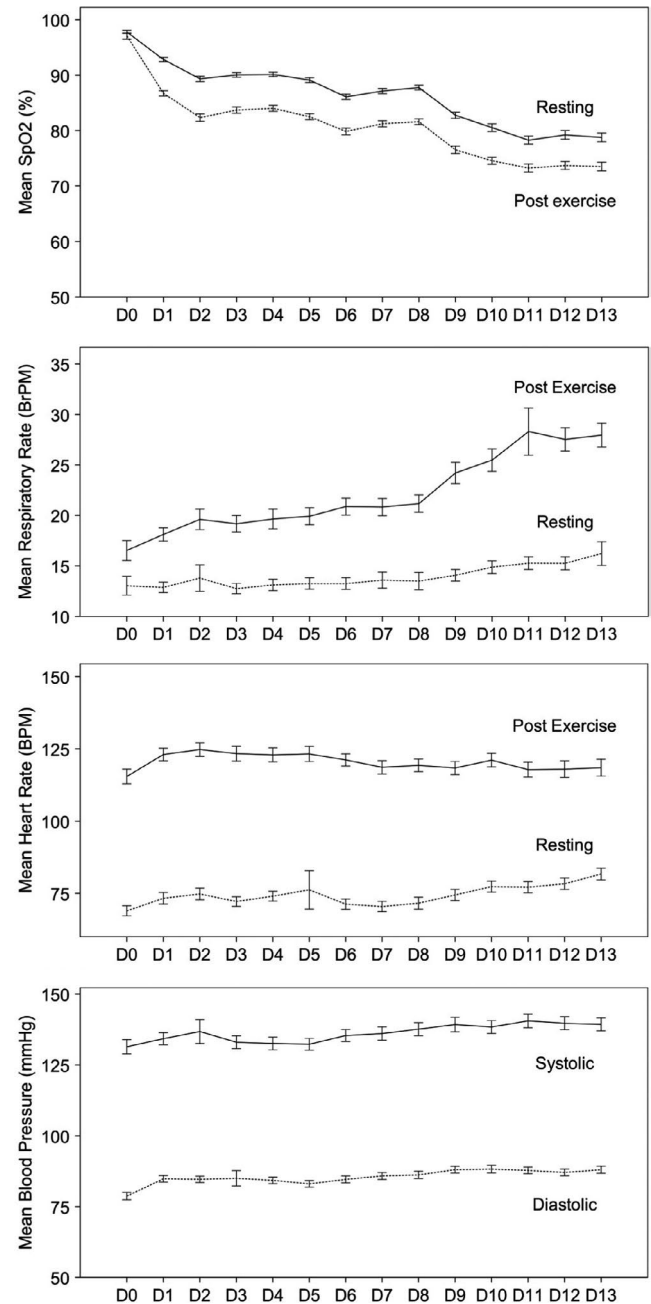 Mean SpO2 (%)
100
90
80
70
60
50
Resting
Post exercise
D0 D1 D2 D3 D4 D5 D6 D7 D8 D9 D10 D11 D12 D13
Mean Respiratory Rate (BrPM)
35
30
25
20
15
10
Post Exercise
Resting
D0 D1 D2 D3 D4 D5 D6 D7 D8 D9 D10 D11 D12 D13
Mean Heart Rate (BPM)
150
125
100
75
Post Exercise
Resting
D0 D1 D2 D3 D4 D5 D6 D7 D8 D9 D10 D11 D12 D13
Mean Blood Pressure (mmHg)
150
125
100
75
50
Systolic
Diastolic
D0 D1 D2 D3 D4 D5 D6 D7 D8 D9 D10 D11 D12 D13